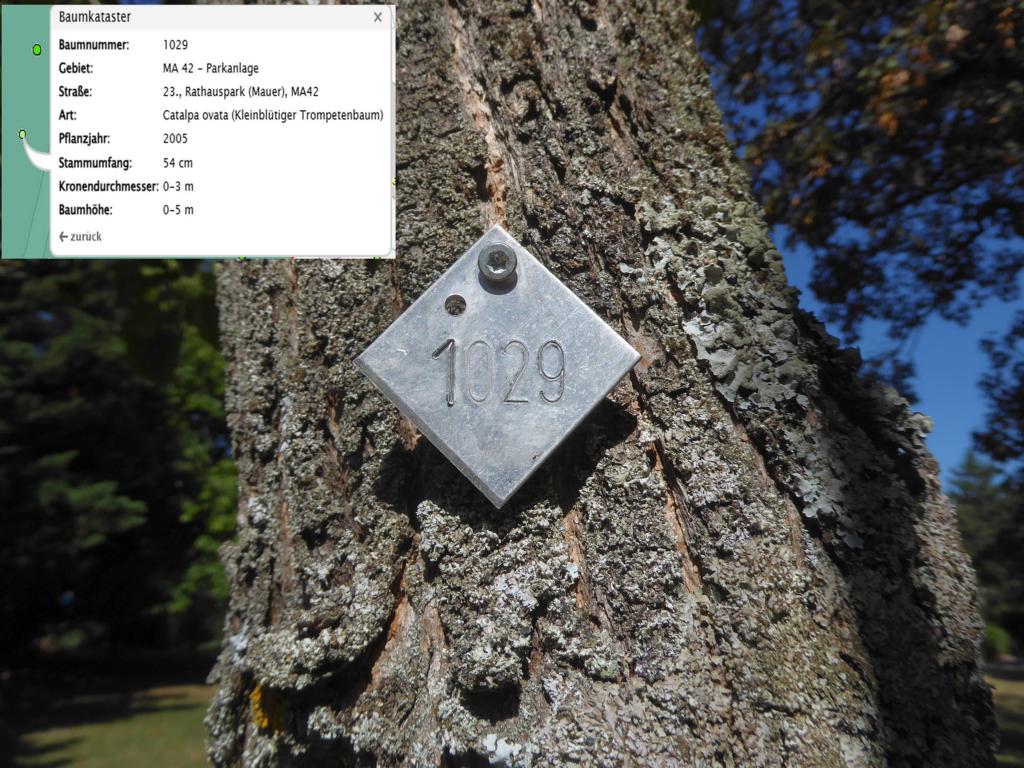 Baumkataster
Baumnummer: 1029
Gebiet: MA 42 - Parkanlage
Straße: 23., Rathauspark (Mauer), MA42
Art: Catalpa ovata (Kleinblütiger Trompetenbaum)
Pflanzjahr: 2005
Stammumfang: 54 cm
Kronendurchmesser: 0-3 m
Baumhöhe: 0-5 m
zurück
1029